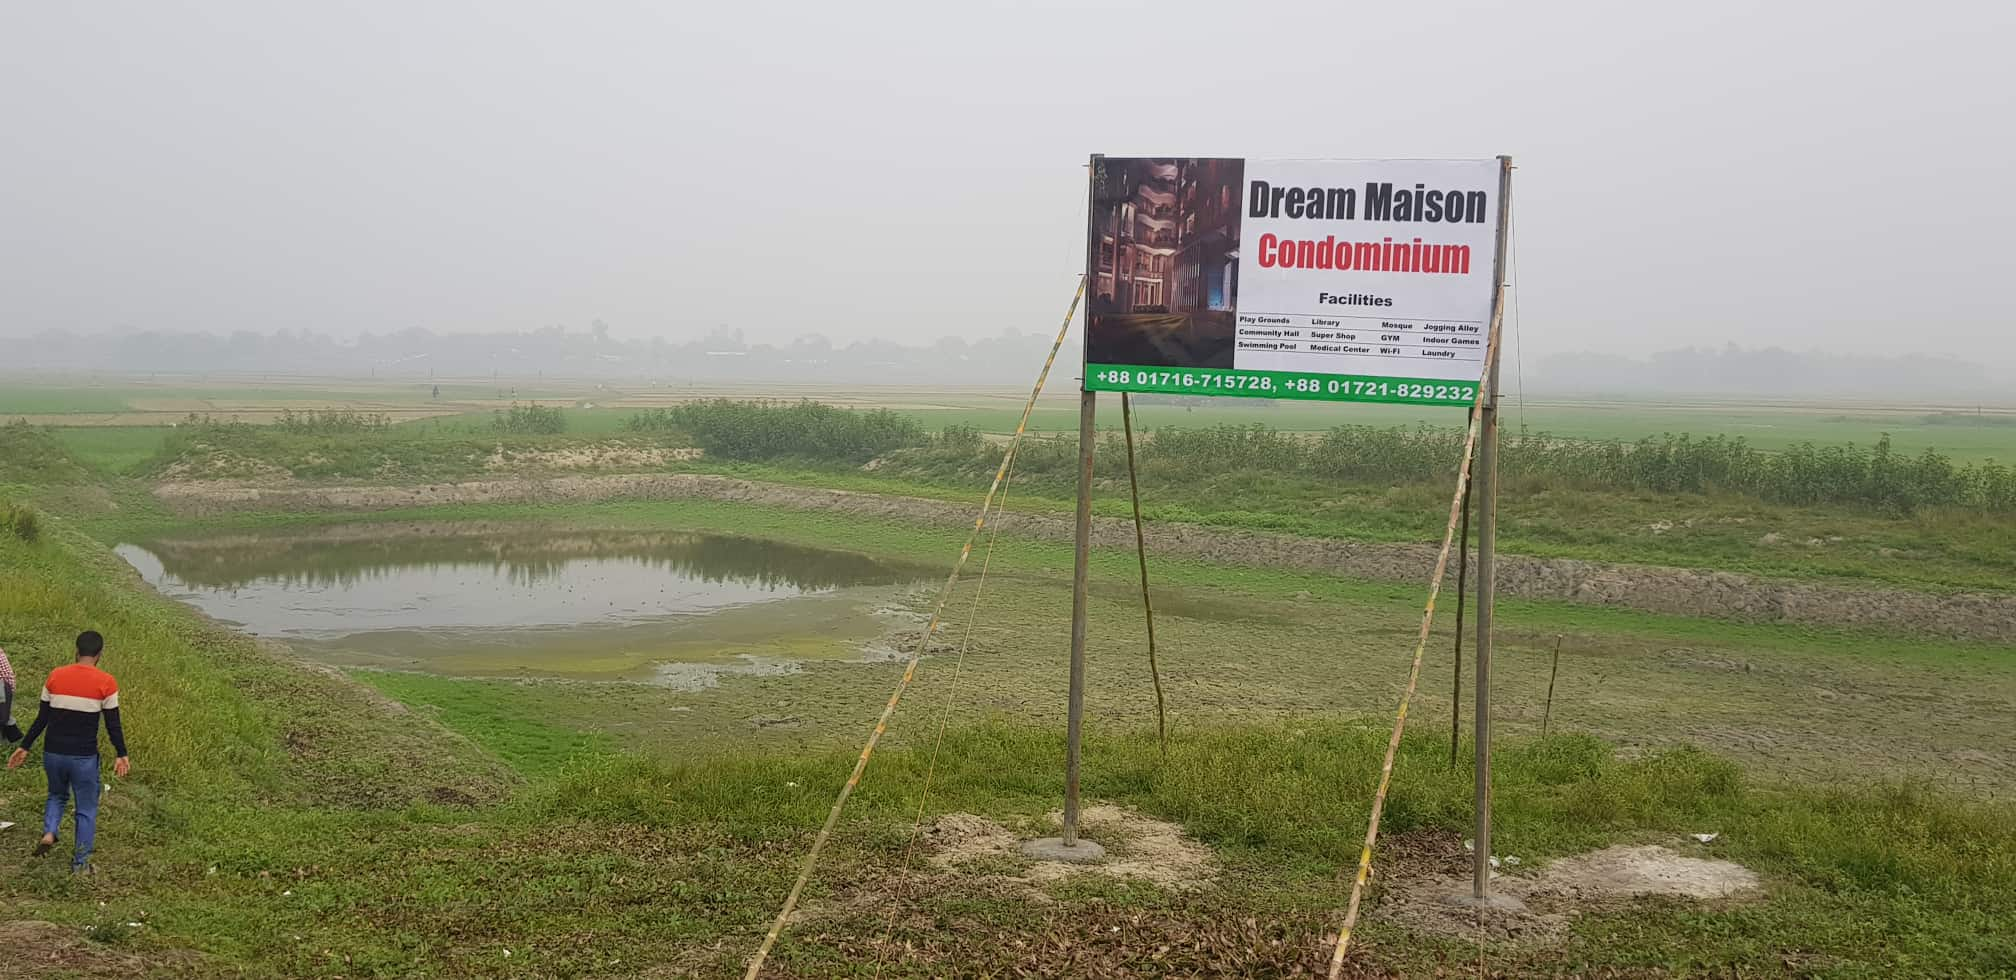 Dream Maison
Condominium
Facilities
Play Grounds Library Mosque Jogging Alley
Community Hall Super Shop GYM Indoor Games
Swimming Pool Medical Center Wi-Fi Laundry
+88 01716-715728, +88 01721-829232